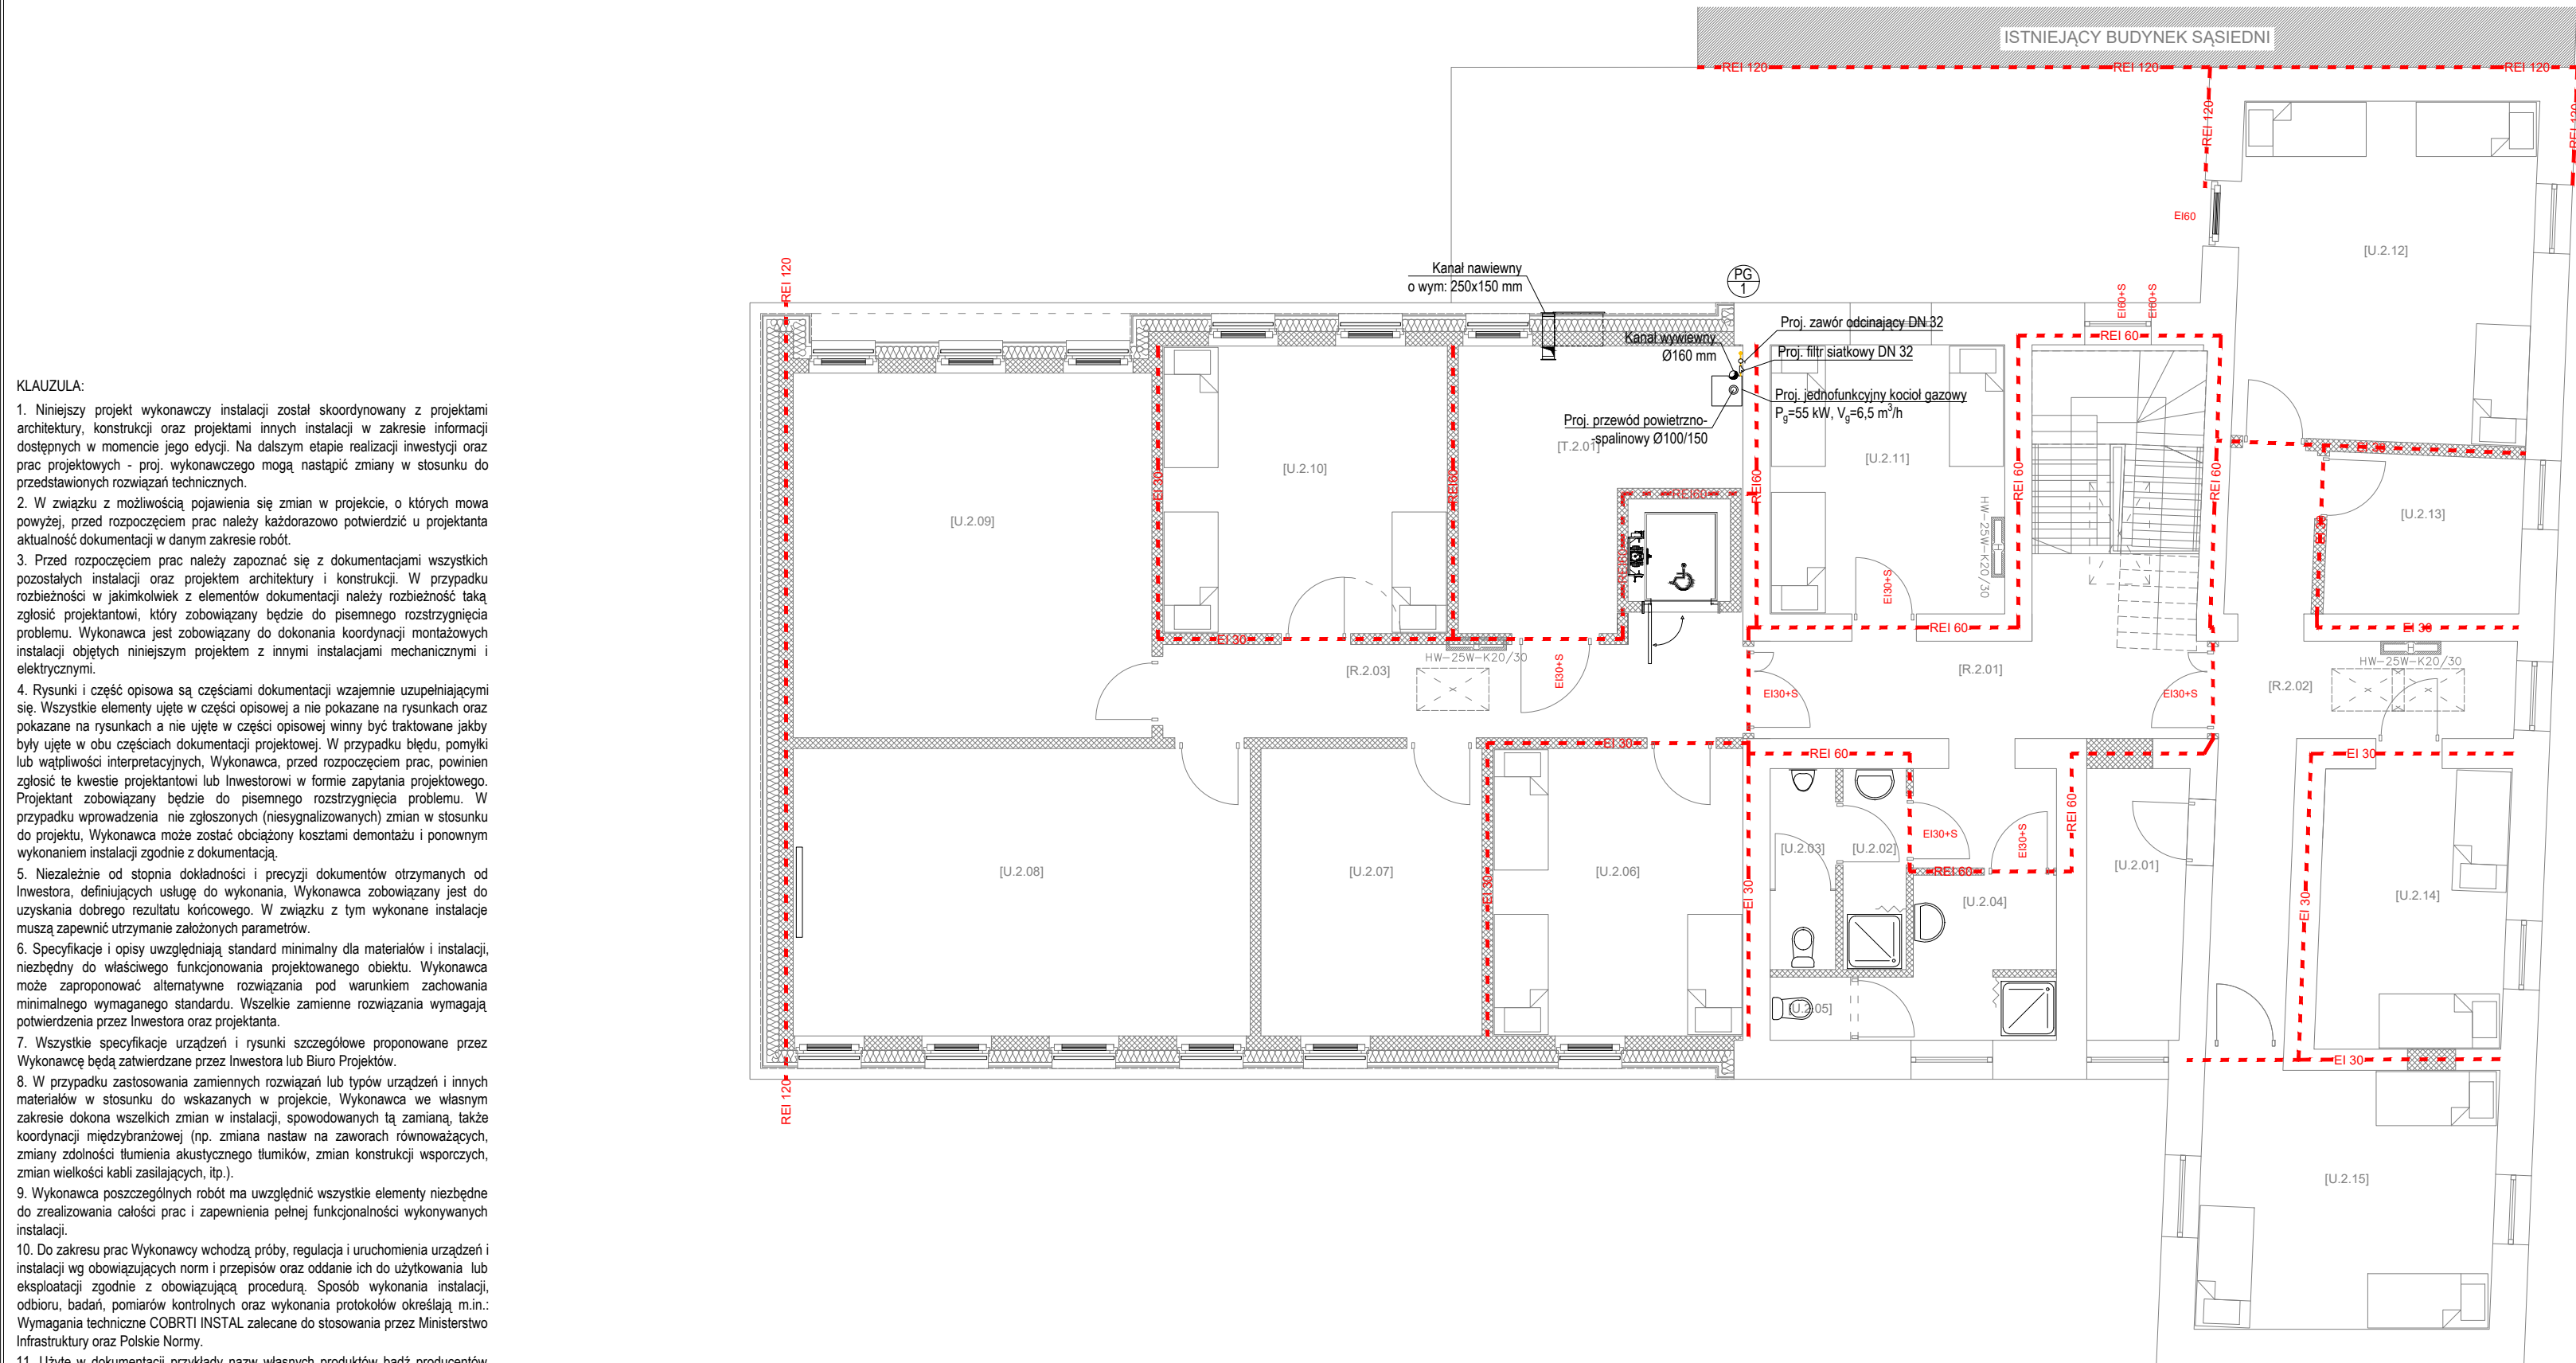 ISTNIEJĄCY BUDYNEK SĄSIEDNI
REI 120
REI 120
REI 120
REI 120
REI 120
EI60
[U.2.12]
REI 120
Kanał nawiewny
o wym: 250x150 mm
PG
1
EI60+S
EI60+S
Proj. zawór odcinający DN 32
Kanał wywiewny
Ø160 mm
Proj. filtr siatkowy DN 32
REI 60
Proj. jednofunkcyjny kocioł gazowy
Pg=55 kW, Vg=6,5 m³/h
Proj. przewód powietrzno-
-spalinowy Ø100/150
[T.2.01]
[U.2.11]
[U.2.10]
EI 30
REI60
REI60
REI 60
REI 60
REI60
REI60
[U.2.09]
[U.2.13]
HW-25W-K20/30
EI30+S
EI 30
REI 60
EI 30
HW-25W-K20/30
EI30+S
[R.2.03]
[R.2.01]
HW-25W-K20/30
[R.2.02]
EI30+S
EI30+S
EI 30
REI 60
EI 30
REI 60
EI30+S
EI30+S
[U.2.03]
[U.2.02]
[U.2.01]
REI 60
[U.2.08]
[U.2.07]
[U.2.06]
EI 30
EI 30
[U.2.04]
[U.2.14]
EI 30
[U.2.05]
EI 30
REI 120
[U.2.15]
KLAUZULA:
1. Niniejszy projekt wykonawczy instalacji został skoordynowany z projektami
architektury, konstrukcji oraz projektami innych instalacji w zakresie informacji
dostępnych w momencie jego edycji. Na dalszym etapie realizacji inwestycji oraz
prac projektowych - proj. wykonawczego mogą nastąpić zmiany w stosunku do
przedstawionych rozwiązań technicznych.
2. W związku z możliwością pojawienia się zmian w projekcie, o których mowa
powyżej, przed rozpoczęciem prac należy każdorazowo potwierdzić u projektanta
aktualność dokumentacji w danym zakresie robót.
3. Przed rozpoczęciem prac należy zapoznać się z dokumentacjami wszystkich
pozostałych instalacji oraz projektem architektury i konstrukcji. W przypadku
rozbieżności w jakimkolwiek z elementów dokumentacji należy rozbieżność taką
zgłosić projektantowi, który zobowiązany będzie do pisemnego rozstrzygnięcia
problemu. Wykonawca jest zobowiązany do dokonania koordynacji montażowych
instalacji objętych niniejszym projektem z innymi instalacjami mechanicznymi i
elektrycznymi.
4. Rysunki i część opisowa są częściami dokumentacji wzajemnie uzupełniającymi
się. Wszystkie elementy ujęte w części opisowej a nie pokazane na rysunkach oraz
pokazane na rysunkach a nie ujęte w części opisowej winny być traktowane jakby
były ujęte w obu częściach dokumentacji projektowej. W przypadku błędu, pomyłki
lub wątpliwości interpretacyjnych, Wykonawca, przed rozpoczęciem prac, powinien
zgłosić te kwestie projektantowi lub Inwestorowi w formie zapytania projektowego.
Projektant zobowiązany będzie do pisemnego rozstrzygnięcia problemu. W
przypadku wprowadzenia nie zgłoszonych (niesygnalizowanych) zmian w stosunku
do projektu, Wykonawca może zostać obciążony kosztami demontażu i ponownym
wykonaniem instalacji zgodnie z dokumentacją.
5. Niezależnie od stopnia dokładności i precyzji dokumentów otrzymanych od
Inwestora, definiujących usługę do wykonania, Wykonawca zobowiązany jest do
uzyskania dobrego rezultatu końcowego. W związku z tym wykonane instalacje
muszą zapewnić utrzymanie założonych parametrów.
6. Specyfikacje i opisy uwzględniają standard minimalny dla materiałów i instalacji,
niezbędny do właściwego funkcjonowania projektowanego obiektu. Wykonawca
może zaproponować alternatywne rozwiązania pod warunkiem zachowania
minimalnego wymaganego standardu. Wszelkie zamienne rozwiązania wymagają
potwierdzenia przez Inwestora oraz projektanta.
7. Wszystkie specyfikacje urządzeń i rysunki szczegółowe proponowane przez
Wykonawcę będą zatwierdzane przez Inwestora lub Biuro Projektów.
8. W przypadku zastosowania zamiennych rozwiązań lub typów urządzeń i innych
materiałów w stosunku do wskazanych w projekcie, Wykonawca we własnym
zakresie dokona wszelkich zmian w instalacji, spowodowanych tą zamianą, także
koordynacji międzybranżowej (np. zmiana nastaw na zaworach równoważących,
zmiany zdolności tłumienia akustycznego tłumików, zmian konstrukcji wsporczych,
zmian wielkości kabli zasilających, itp.).
9. Wykonawca poszczególnych robót ma uwzględnić wszystkie elementy niezbędne
do zrealizowania całości prac i zapewnienia pełnej funkcjonalności wykonywanych
instalacji.
10. Do zakresu prac Wykonawcy wchodzą próby, regulacja i uruchomienia urządzeń i
instalacji wg obowiązujących norm i przepisów oraz oddanie ich do użytkowania lub
eksploatacji zgodnie z obowiązującą procedurą. Sposób wykonania instalacji,
odbioru, badań, pomiarów kontrolnych oraz wykonania protokołów określają m.in.:
Wymagania techniczne COBRTI INSTAL zalecane do stosowania przez Ministerstwo
Infrastruktury oraz Polskie Normy.
11. Użyte w dokumentacji przykłady nazw własnych produktów bądź producentów